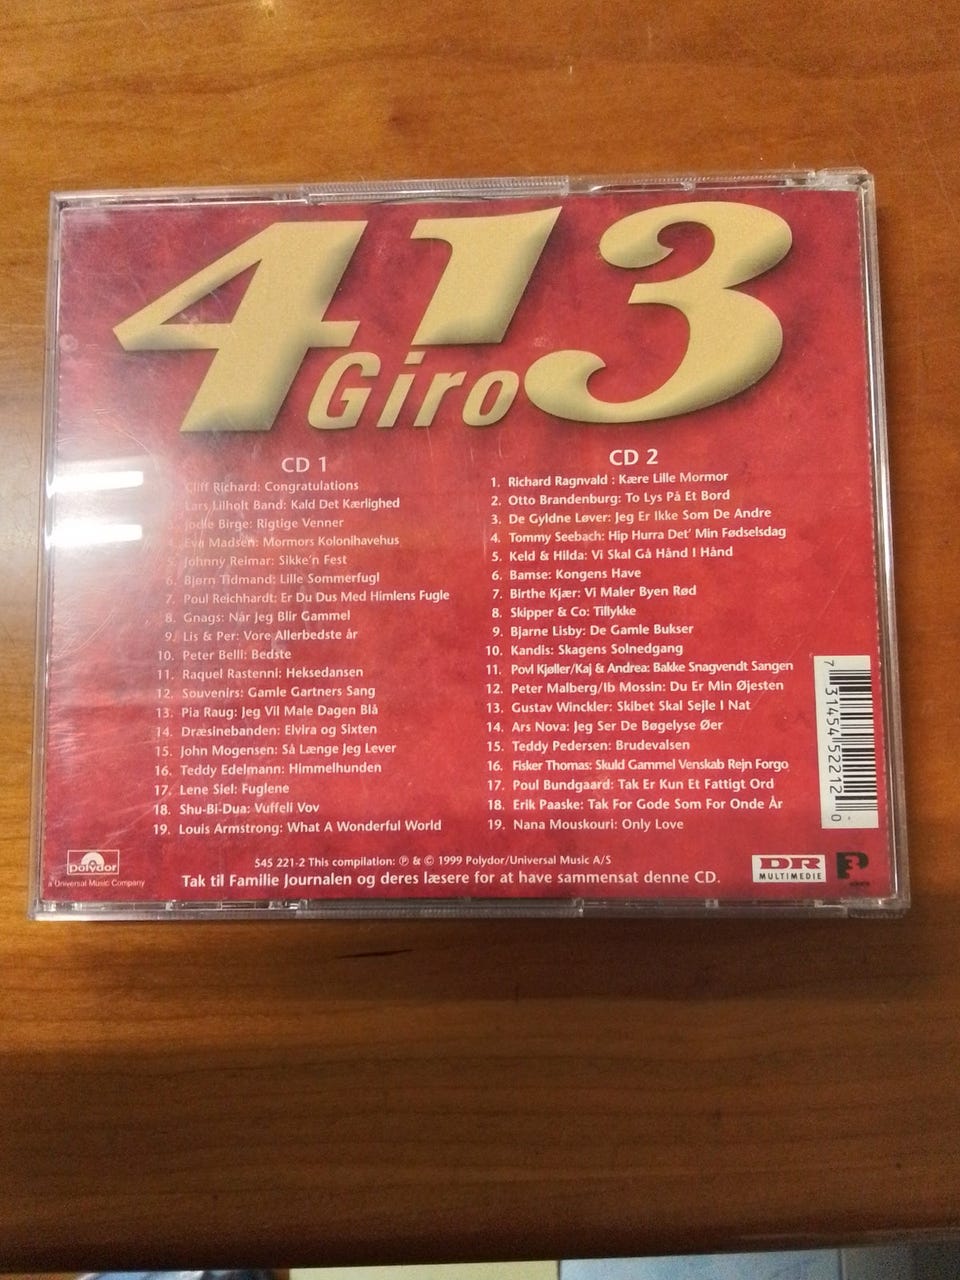 413
Giro
CD 1
Cliff Richard: Congratulations
Lars Lilholt Band: Kald Det Kærlighed
3. Jodle Birge: Rigtige Venner
4. Eva Madsen: Mormors Kolonihavehus
5. Johnny Reimar: Sikke'n Fest
6. Bjørn Tidmand: Lille Sommerfugl
7. Poul Reichhardt: Er Du Dus Med Himlens Fugle
8. Gnags: Når Jeg Blir Gammel
9. Lis & Per: Vore Allerbedste år
10. Peter Belli: Bedste
11. Raquel Rastenni: Heksedansen
12. Souvenirs: Gamle Gartners Sang
13. Pia Raug: Jeg Vil Male Dagen Blå
14. Dræsinebanden: Elvira og Sixten
15. John Mogensen: Så Længe Jeg Lever
16. Teddy Edelmann: Himmelhunden
17. Lene Siel: Fuglene
18. Shu-Bi-Dua: Vuffeli Vov
19. Louis Armstrong: What A Wonderful World
CD 2
1. Richard Ragnvald : Kære Lille Mormor
2. Otto Brandenburg: To Lys På Et Bord
3. De Gyldne Løver: Jeg Er Ikke Som De Andre
4. Tommy Seebach: Hip Hurra Det' Min Fødselsdag
5. Keld & Hilda: Vi Skal Gå Hånd I Hånd
6. Bamse: Kongens Have
7. Birthe Kjær: Vi Maler Byen Rød
8. Skipper & Co: Tillykke
9. Bjarne Lisby: De Gamle Bukser
10. Kandis: Skagens Solnedgang
11. Povl Kjøller/Kaj & Andrea: Bakke Snagvendt Sangen
12. Peter Malberg/Ib Mossin: Du Er Min Øjesten
13. Gustav Winckler: Skibet Skal Sejle I Nat
14. Ars Nova: Jeg Ser De Bøgelyse Øer
15. Teddy Pedersen: Brudevalsen
16. Fisker Thomas: Skuld Gammel Venskab Rejn Forgo
17. Poul Bundgaard: Tak Er Kun Et Fattigt Ord
18. Erik Paaske: Tak For Gode Som For Onde År
19. Nana Mouskouri: Only Love
7 31454 52212 0
polydor
a Universal Music Company
545 221-2 This compilation: ℗ & © 1999 Polydor/Universal Music A/S
Tak til Familie Journalen og deres læsere for at have sammensat denne CD.
DR
MULTIMEDIE
P3